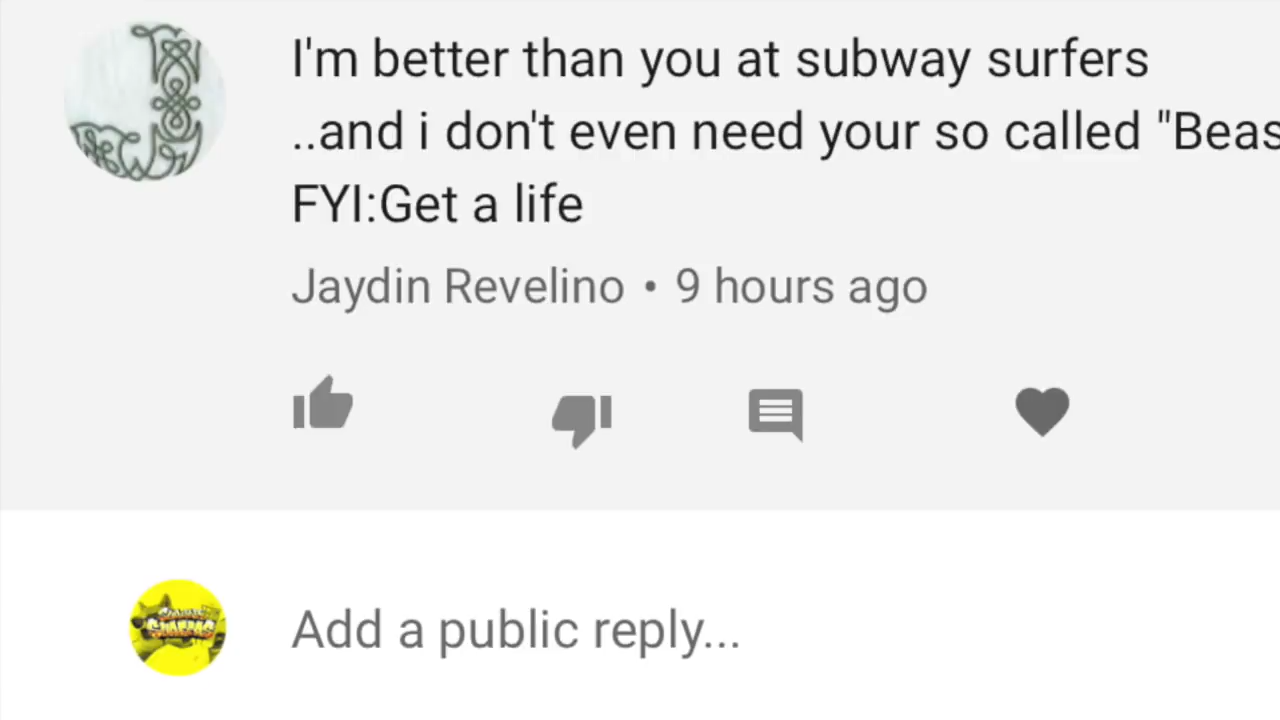 I'm better than you at subway surfers
..and i don't even need your so called "Beas
FYI:Get a life
Jaydin Revelino • 9 hours ago
Add a public reply...